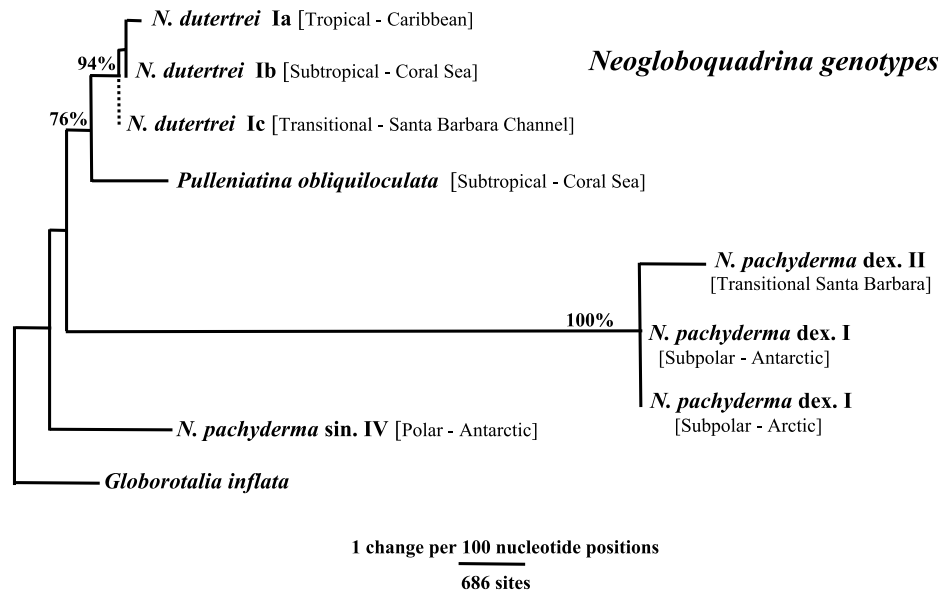 N. dutertrei Ia [Tropical - Caribbean]
Neogloboquadrina genotypes
94%
N. dutertrei Ib [Subtropical - Coral Sea]
76%
N. dutertrei Ic [Transitional - Santa Barbara Channel]
Pulleniatina obliquiloculata [Subtropical - Coral Sea]
N. pachyderma dex. II
[Transitional Santa Barbara]
100%
N. pachyderma dex. I
[Subpolar - Antarctic]
N. pachyderma dex. I
[Subpolar - Arctic]
N. pachyderma sin. IV [Polar - Antarctic]
Globorotalia inflata
1 change per 100 nucleotide positions
686 sites